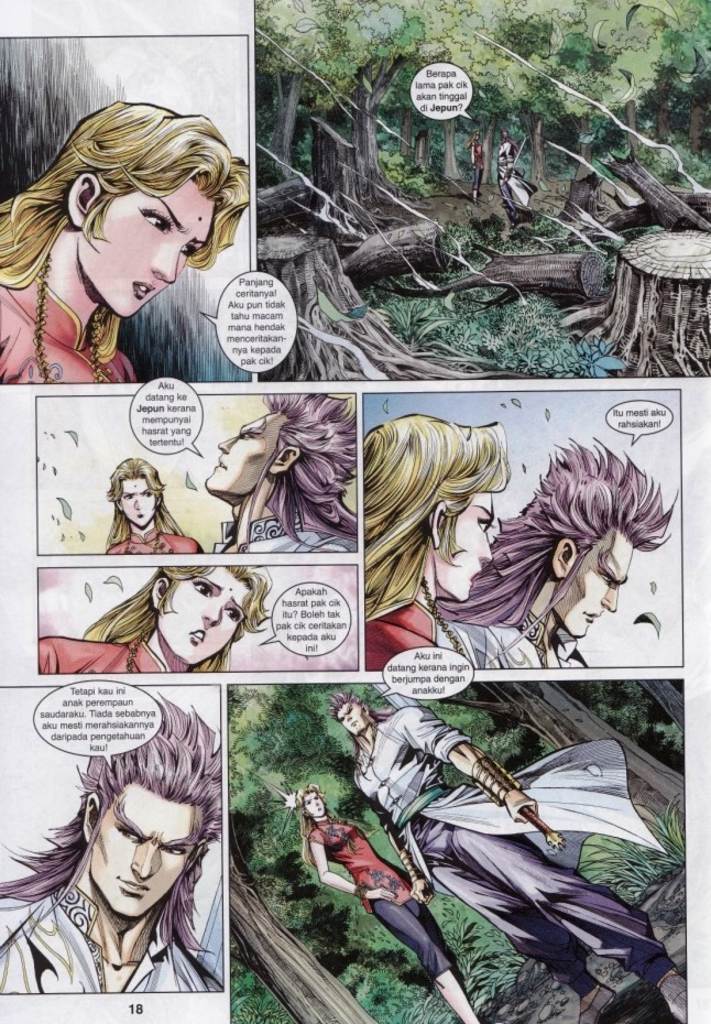 Panjang
ceritanya!
Aku pun tidak
tahu macam
mana hendak
menceritakan-
nya kepada
pak cik!
Berapa
lama pak cik
akan tinggal
di Jepun?
Aku
datang ke
Jepun kerana
mempunyai
hasrat yang
tertentu!
Itu mesti aku
rahsiakan!
Apakah
hasrat pak cik
itu? Boleh tak
pak cik ceritakan
kepada aku
ini!
Aku ini
datang kerana ingin
berjumpa dengan
anakku!
Tetapi kau ini
anak perempuan
saudaraku. Tiada sebabnya
aku mesti merahsiakannya
daripada pengetahuan
kau!
18